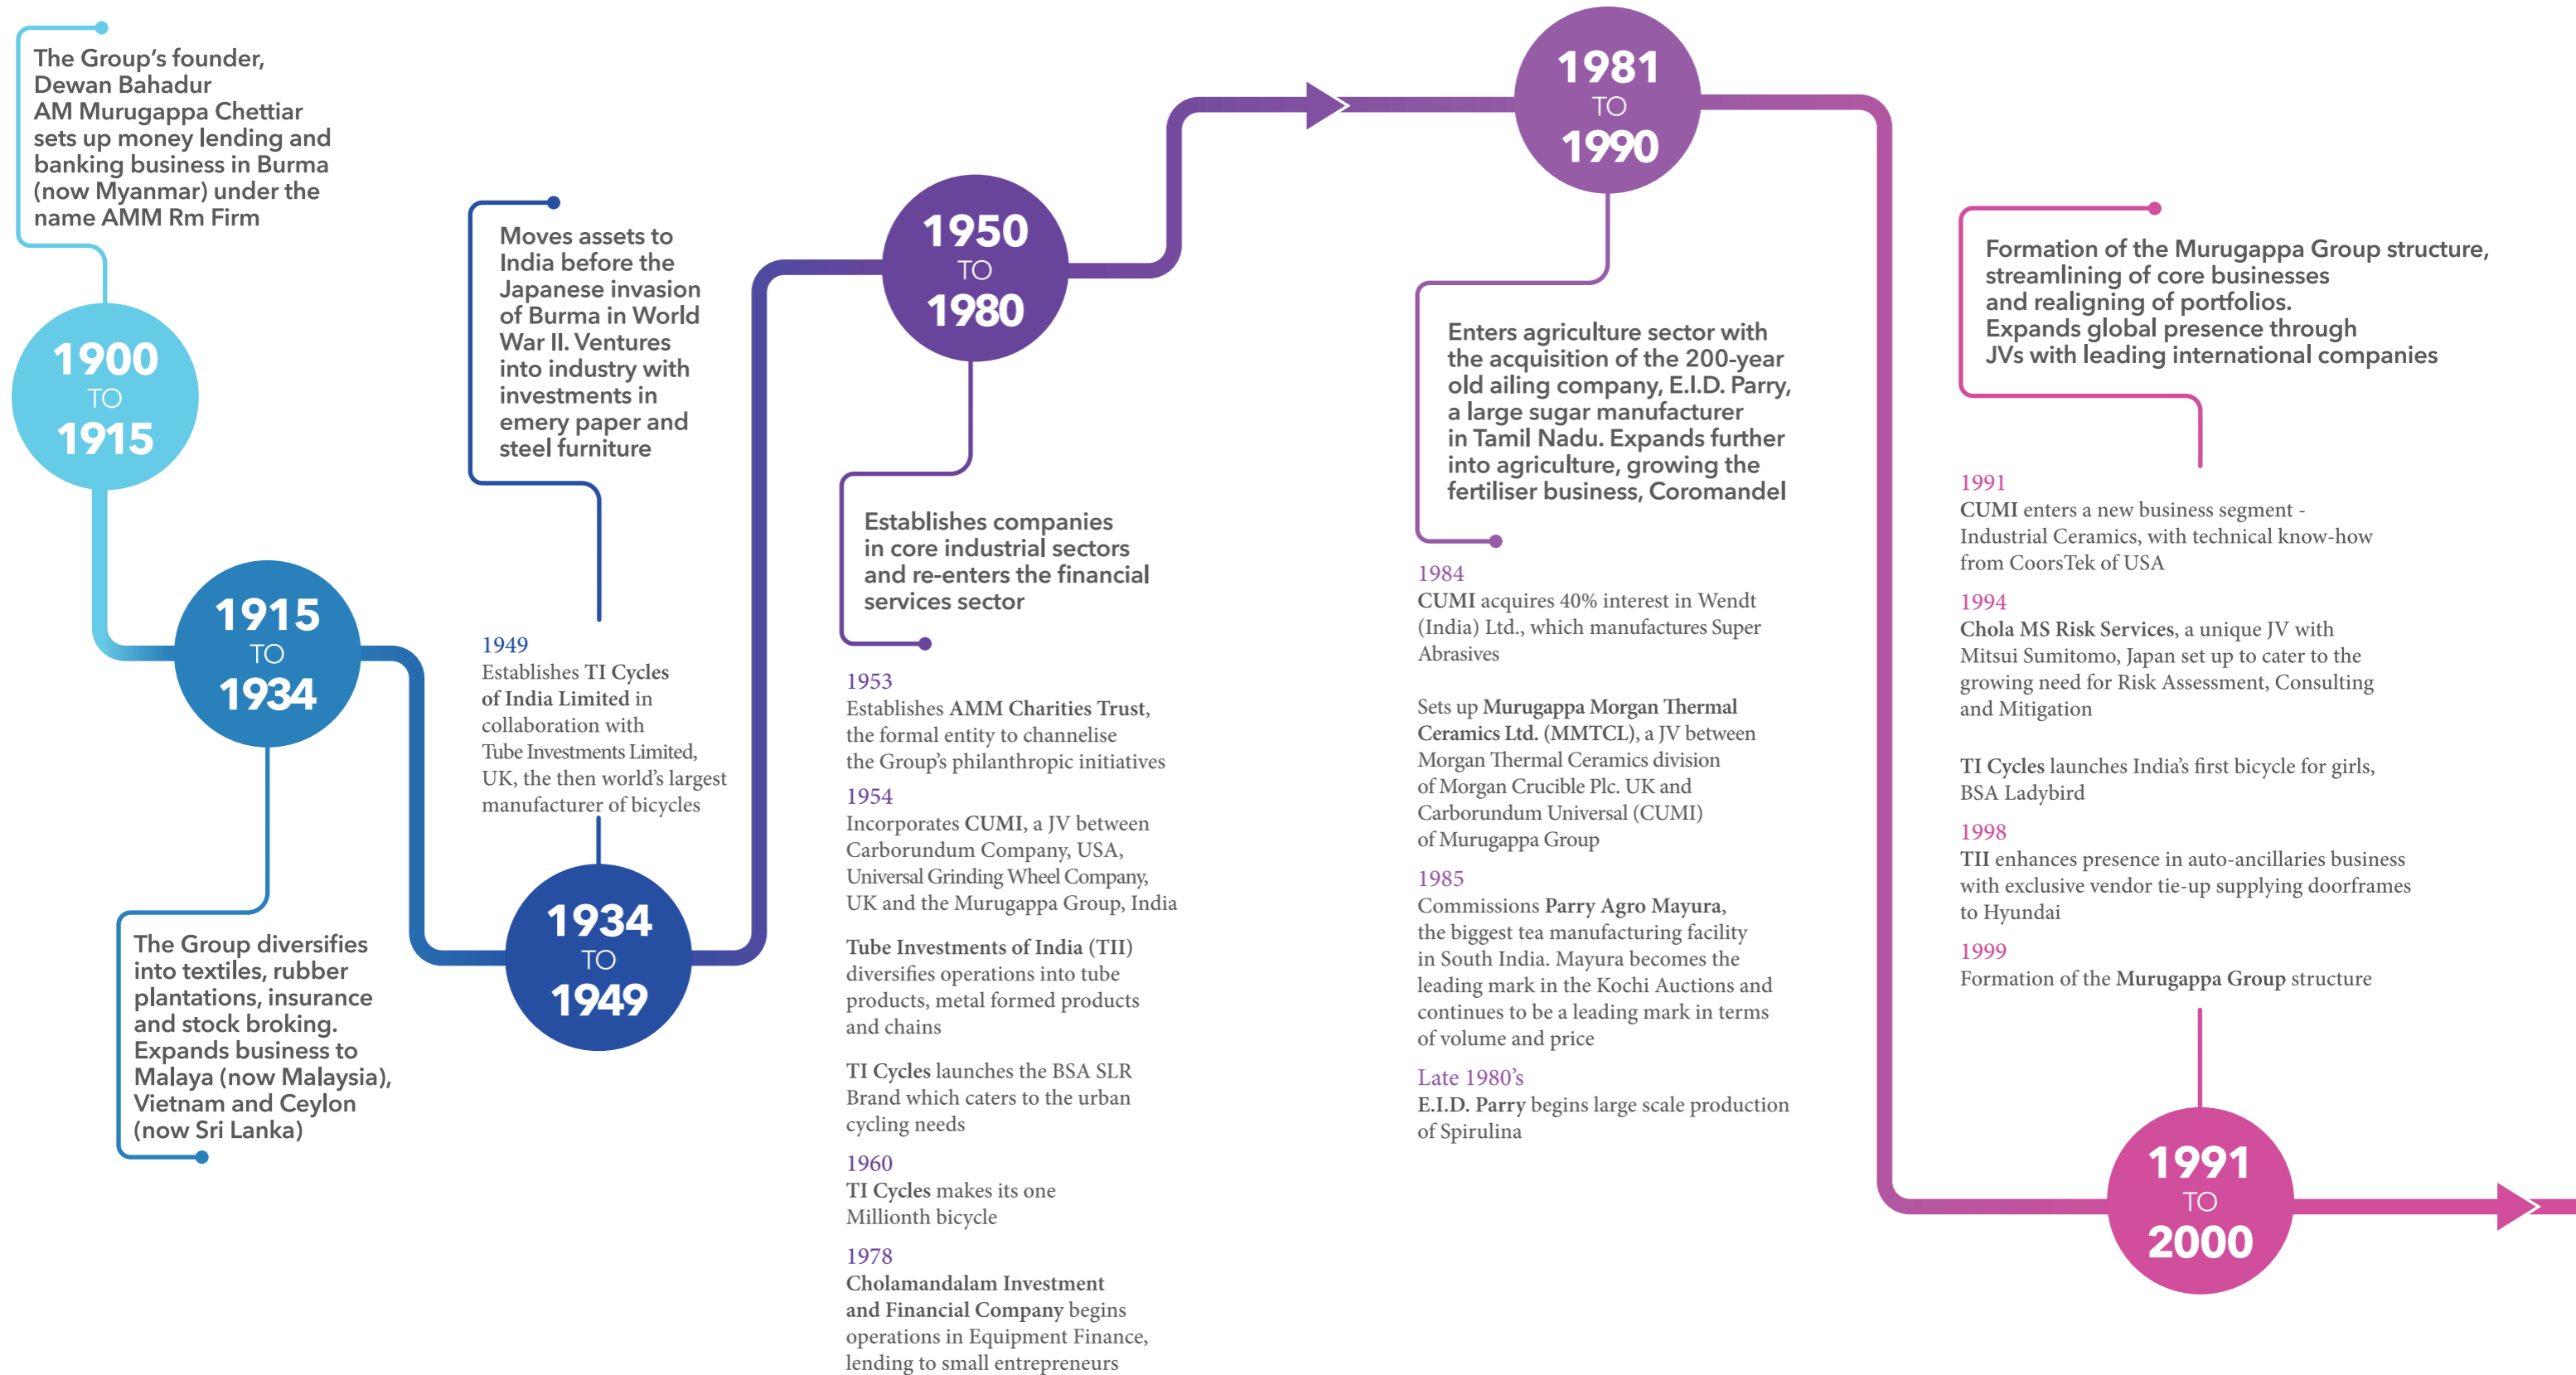 The Group's founder,
Dewan Bahadur
AM Murugappa Chettiar
sets up money lending and
banking business in Burma
(now Myanmar) under the
name AMM Rm Firm
1900
TO
1915
1915
TO
1934
The Group diversifies
into textiles, rubber
plantations, insurance
and stock broking.
Expands business to
Malaya (now Malaysia),
Vietnam and Ceylon
(now Sri Lanka)
Moves assets to
India before the
Japanese invasion
of Burma in World
War II. Ventures
into industry with
investments in
emery paper and
steel furniture
1949
Establishes TI Cycles
of India Limited in
collaboration with
Tube Investments Limited,
UK, the then world's largest
manufacturer of bicycles
1934
TO
1949
1950
TO
1980
Establishes companies
in core industrial sectors
and re-enters the financial
services sector
1953
Establishes AMM Charities Trust,
the formal entity to channelise
the Group's philanthropic initiatives
1954
Incorporates CUMI, a JV between
Carborundum Company, USA,
Universal Grinding Wheel Company,
UK and the Murugappa Group, India
Tube Investments of India (TII)
diversifies operations into tube
products, metal formed products
and chains
TI Cycles launches the BSA SLR
Brand which caters to the urban
cycling needs
1960
TI Cycles makes its one
Millionth bicycle
1978
Cholamandalam Investment
and Financial Company begins
operations in Equipment Finance,
lending to small entrepreneurs
1981
TO
1990
Enters agriculture sector with
the acquisition of the 200-year
old ailing company, E.I.D. Parry,
a large sugar manufacturer
in Tamil Nadu. Expands further
into agriculture, growing the
fertiliser business, Coromandel
1984
CUMI acquires 40% interest in Wendt
(India) Ltd., which manufactures Super
Abrasives
Sets up Murugappa Morgan Thermal
Ceramics Ltd. (MMTCL), a JV between
Morgan Thermal Ceramics division
of Morgan Crucible Plc. UK and
Carborundum Universal (CUMI)
of Murugappa Group
1985
Commissions Parry Agro Mayura,
the biggest tea manufacturing facility
in South India. Mayura becomes the
leading mark in the Kochi Auctions and
continues to be a leading mark in terms
of volume and price
Late 1980's
E.I.D. Parry begins large scale production
of Spirulina
Formation of the Murugappa Group structure,
streamlining of core businesses
and realigning of portfolios.
Expands global presence through
JVs with leading international companies
1991
CUMI enters a new business segment -
Industrial Ceramics, with technical know-how
from CoorsTek of USA
1994
Chola MS Risk Services, a unique JV with
Mitsui Sumitomo, Japan set up to cater to the
growing need for Risk Assessment, Consulting
and Mitigation
TI Cycles launches India's first bicycle for girls,
BSA Ladybird
1998
TII enhances presence in auto-ancillaries business
with exclusive vendor tie-up supplying doorframes
to Hyundai
1999
Formation of the Murugappa Group structure
1991
TO
2000